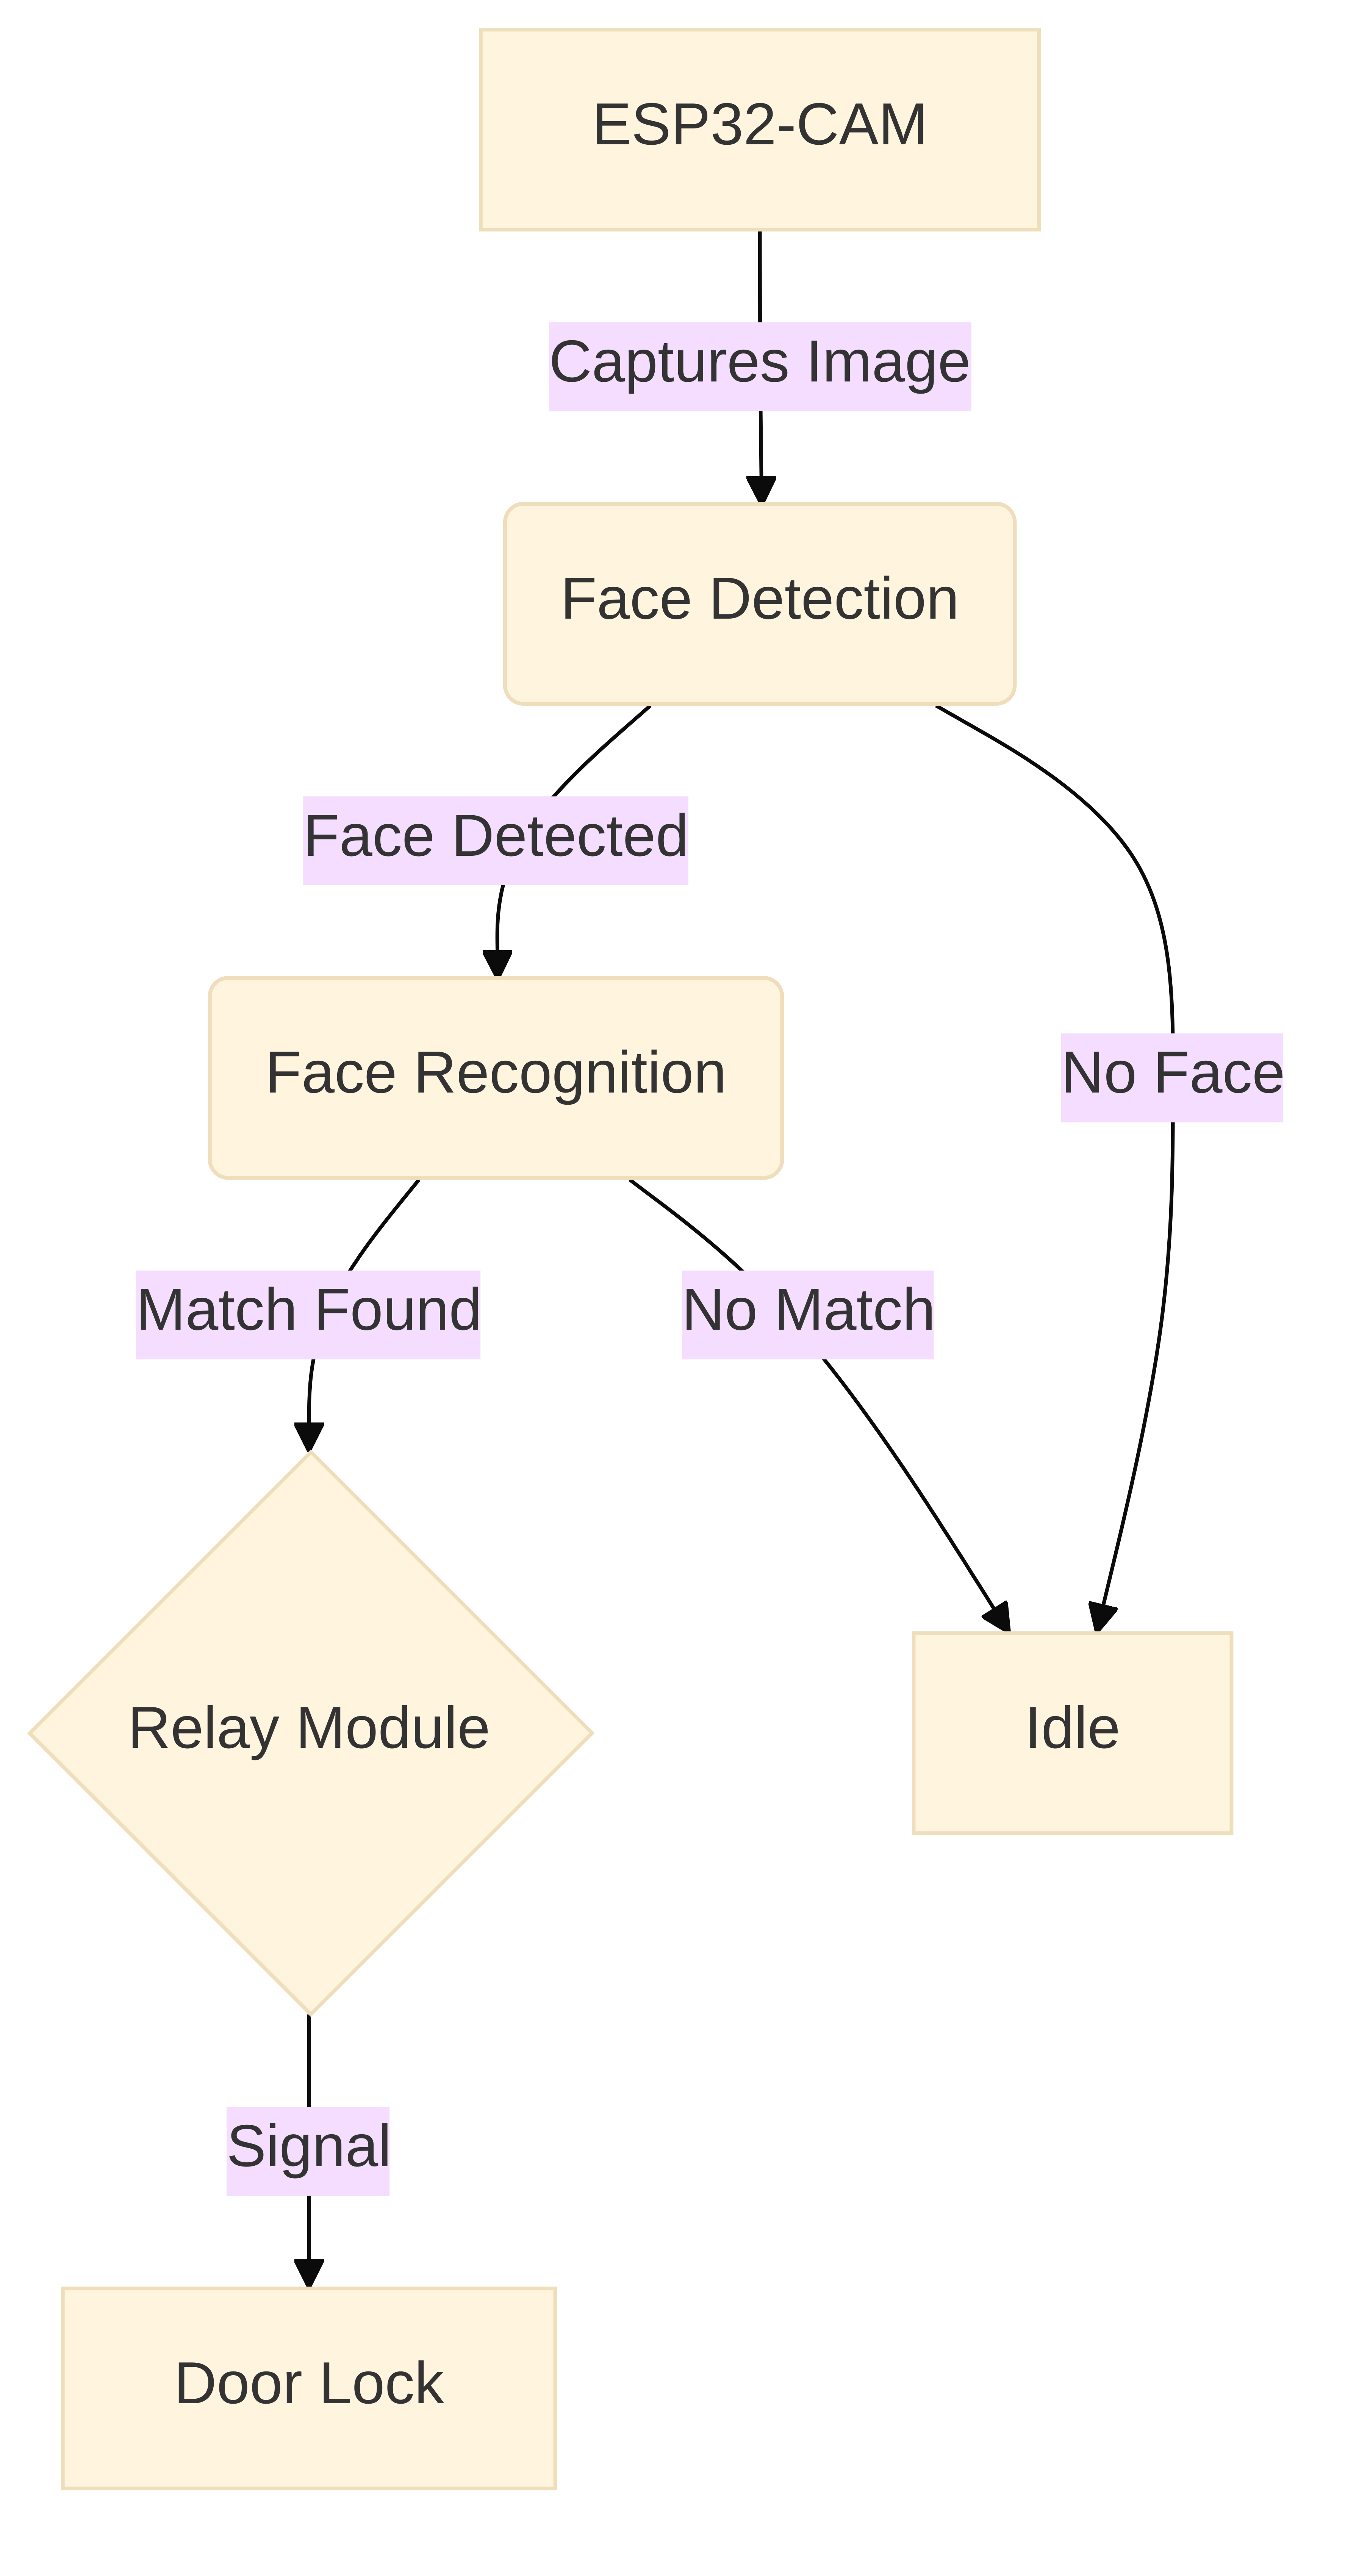 ESP32-CAM
Captures Image
Face Detection
Face Detected
Face Recognition
No Face
Match Found
No Match
Relay Module
Idle
Signal
Door Lock